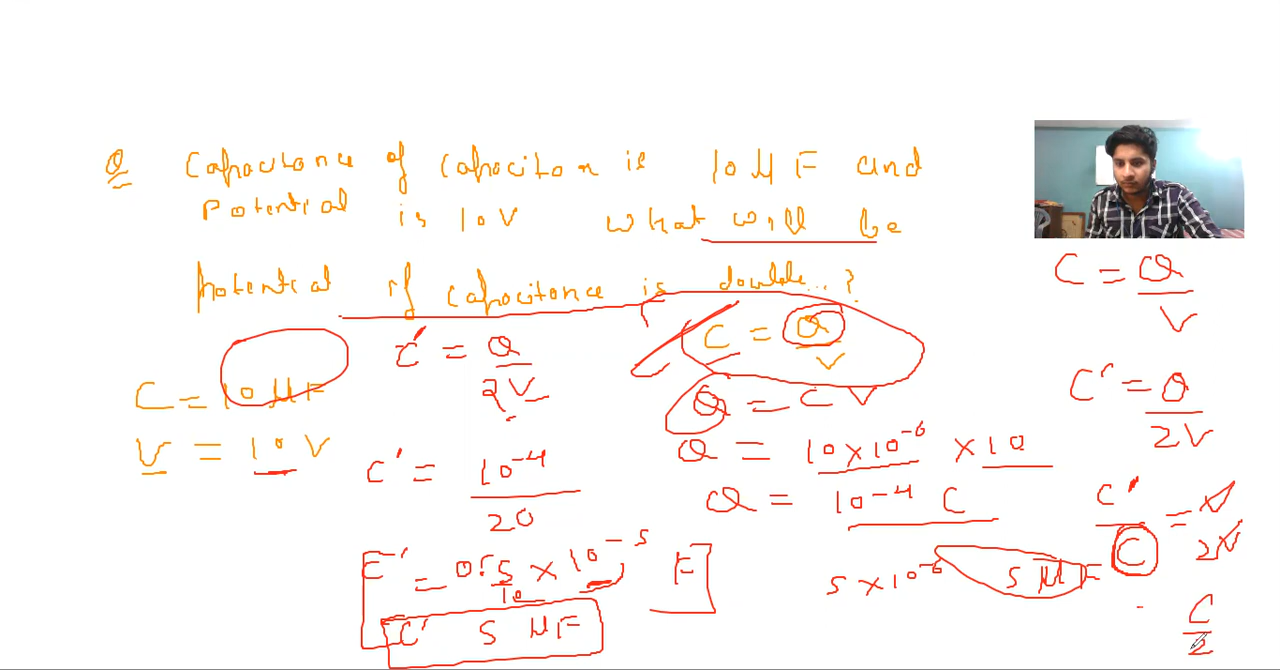 Q Capacitance of capacitor is 10 μF and
Potential is 10V what will be
potential if capacitance is double...?
C = 10 μF
V = 10 V
C' = Q/2V
C' = 10⁻⁴/20
C' = 0.5/10 × 10⁻⁵ F
C' 5 μF
C = Q/V
Q = C V
Q = 10×10⁻⁶ × 10
Q = 10⁻⁴ C
5 × 10⁻⁶ 5 μF
C = Q/V
C' = Q/2V
C'/C = V/2V
C/2